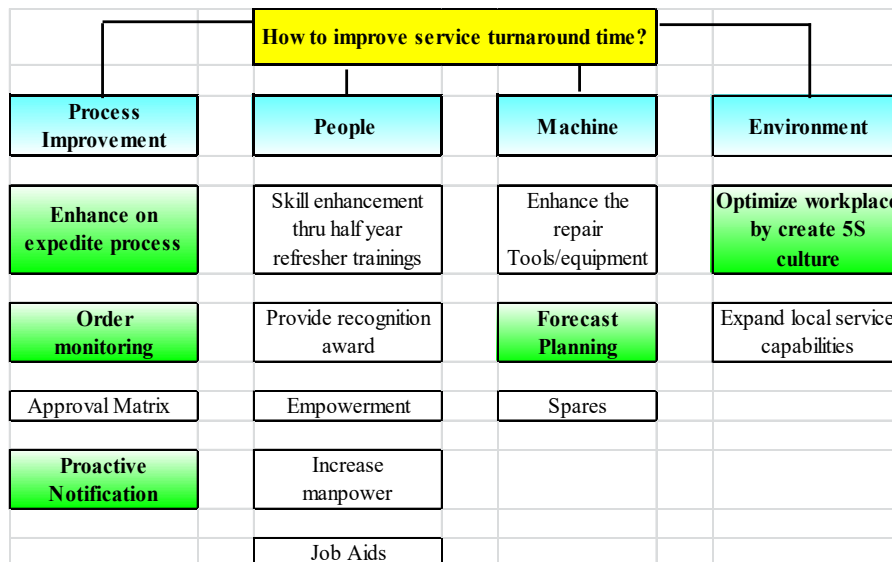 How to improve service turnaround time?
Process
Improvement
People
Machine
Environment
Enhance on
expedite process
Skill enhancement
thru half year
refresher trainings
Enhance the
repair
Tools/equipment
Optimize workplace
by create 5S
culture
Order
monitoring
Provide recognition
award
Forecast
Planning
Expand local service
capabilities
Approval Matrix
Empowerment
Spares
Proactive
Notification
Increase
manpower
Job Aids